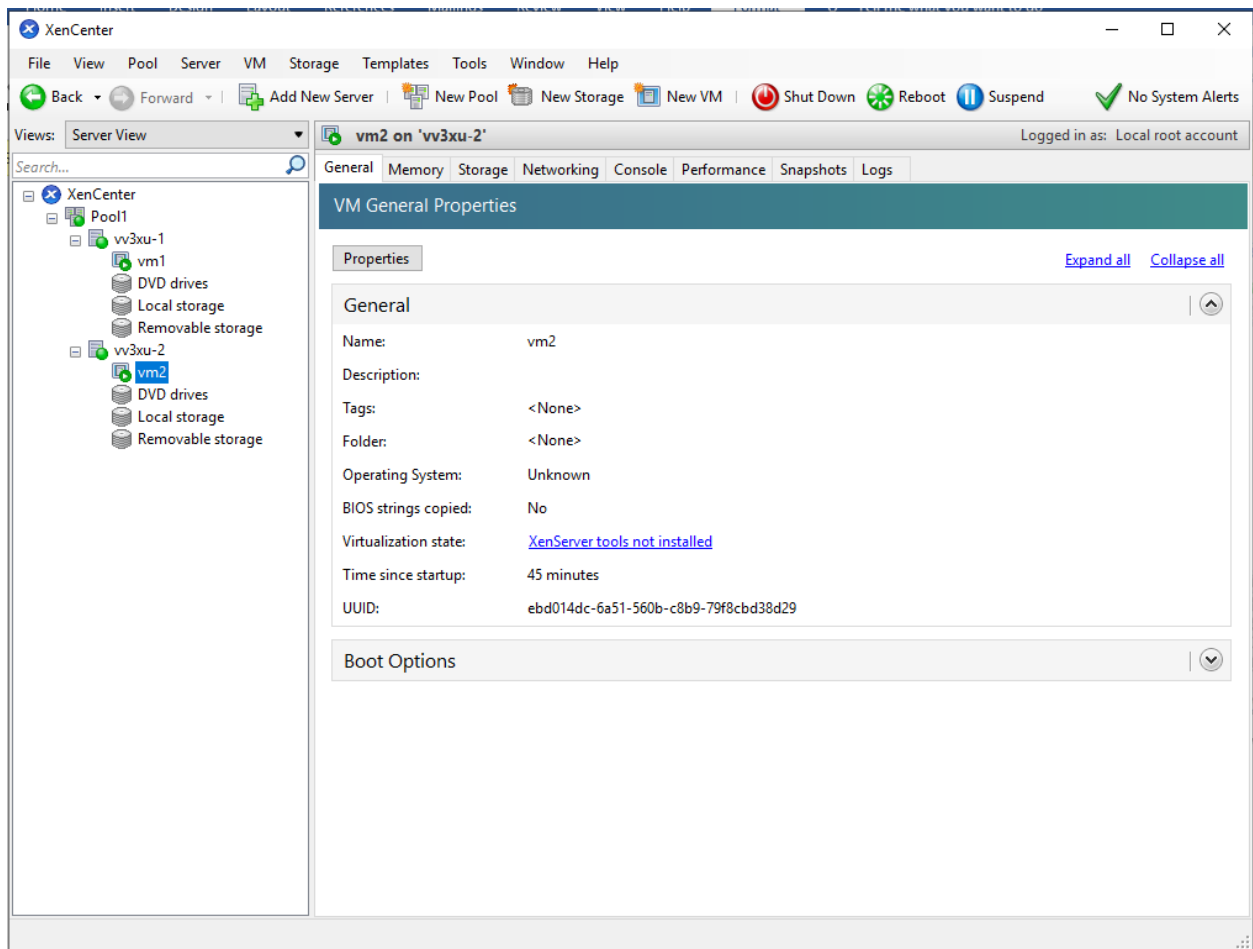 XenCenter
File View Pool Server VM Storage Templates Tools Window Help
Back Forward Add New Server New Pool New Storage New VM Shut Down Reboot Suspend No System Alerts
Views: Server View
Search...
XenCenter
Pool1
vv3xu-1
vm1
DVD drives
Local storage
Removable storage
vv3xu-2
vm2
DVD drives
Local storage
Removable storage
vm2 on 'vv3xu-2' Logged in as: Local root account
General Memory Storage Networking Console Performance Snapshots Logs
VM General Properties
Properties Expand all Collapse all
General
Name: vm2
Description:
Tags: <None>
Folder: <None>
Operating System: Unknown
BIOS strings copied: No
Virtualization state: XenServer tools not installed
Time since startup: 45 minutes
UUID: ebd014dc-6a51-560b-c8b9-79f8cbd38d29
Boot Options